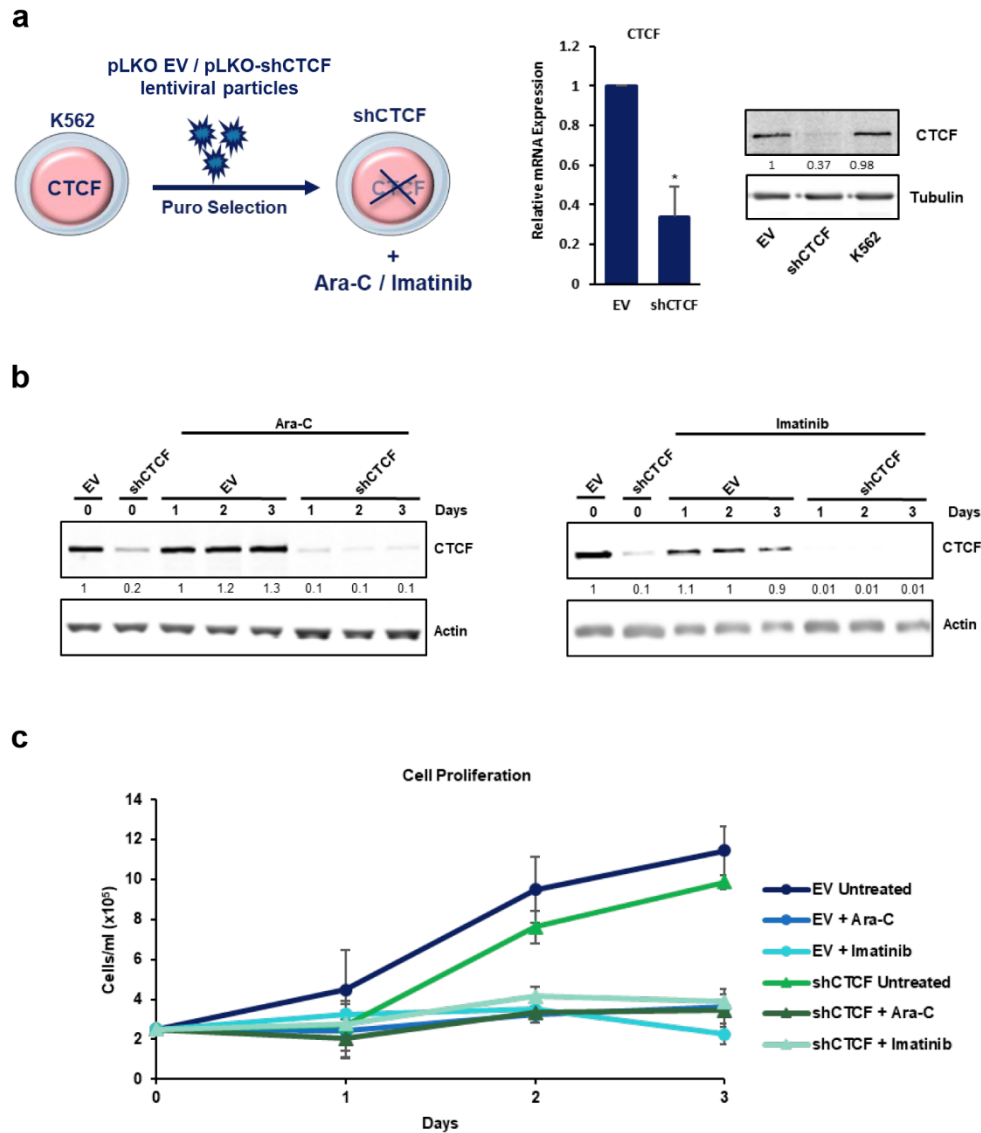 a
pLKO EV / pLKO-shCTCF
lentiviral particles
K562
CTCF
Puro Selection
shCTCF
CTCF
+
Ara-C / Imatinib
CTCF
Relative mRNA Expression
1.2
1
0.8
0.6
0.4
0.2
0
*
EV shCTCF
CTCF
1 0.37 0.98
Tubulin
EV shCTCF K562
b
Ara-C
EV shCTCF EV shCTCF
0 0 1 2 3 1 2 3 Days
CTCF
1 0.2 1 1.2 1.3 0.1 0.1 0.1
Actin
Imatinib
EV shCTCF EV shCTCF
0 0 1 2 3 1 2 3 Days
CTCF
1 0.1 1.1 1 0.9 0.01 0.01 0.01
Actin
c
Cell Proliferation
Cells/ml (x10⁵)
14
12
10
8
6
4
2
0
0 1 2 3
Days
EV Untreated
EV + Ara-C
EV + Imatinib
shCTCF Untreated
shCTCF + Ara-C
shCTCF + Imatinib